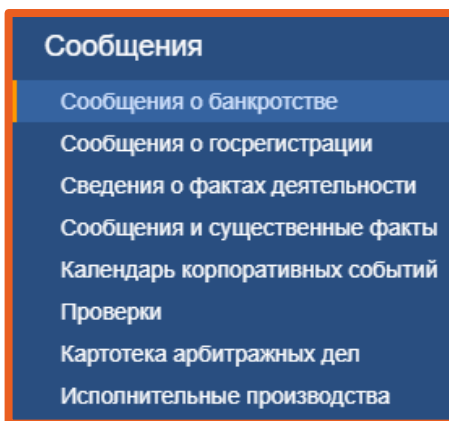 Сообщения
Сообщения о банкротстве
Сообщения о госрегистрации
Сведения о фактах деятельности
Сообщения и существенные факты
Календарь корпоративных событий
Проверки
Картотека арбитражных дел
Исполнительные производства